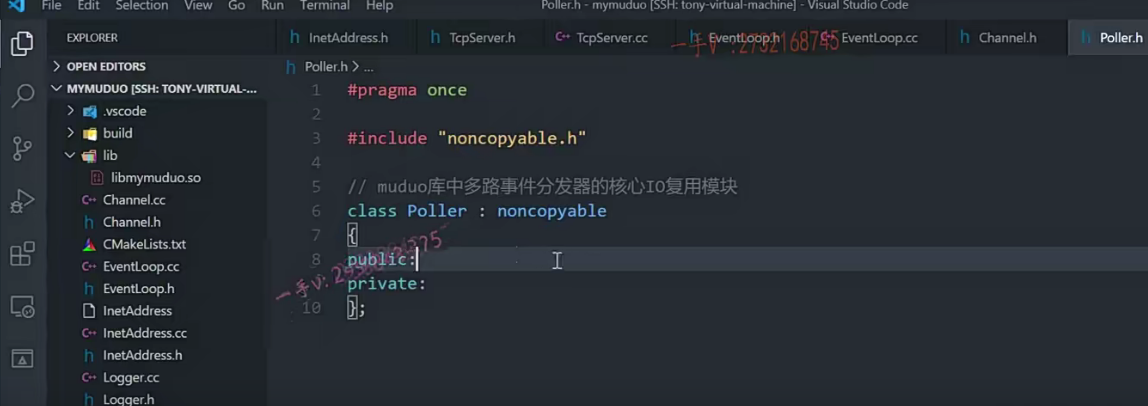 File Edit Selection View Go Run Terminal Help
Poller.h - mymuduo [SSH: tony-virtual-machine] - Visual Studio Code
EXPLORER
InetAddress.h TcpServer.h TcpServer.cc EventLoop.h EventLoop.cc Channel.h Poller.h
一手V:2732168745
OPEN EDITORS
MYMUDUO [SSH: TONY-VIRTUAL-...
.vscode
build
lib
libmymuduo.so
Channel.cc
Channel.h
CMakeLists.txt
EventLoop.cc
EventLoop.h
InetAddress
InetAddress.cc
InetAddress.h
Logger.cc
Logger.h
Poller.h > ...
1 #pragma once
2
3 #include "noncopyable.h"
4
5 // muduo库中多路事件分发器的核心IO复用模块
6 class Poller : noncopyable
7 {
8 public:
9 private:
10 };
一手V: